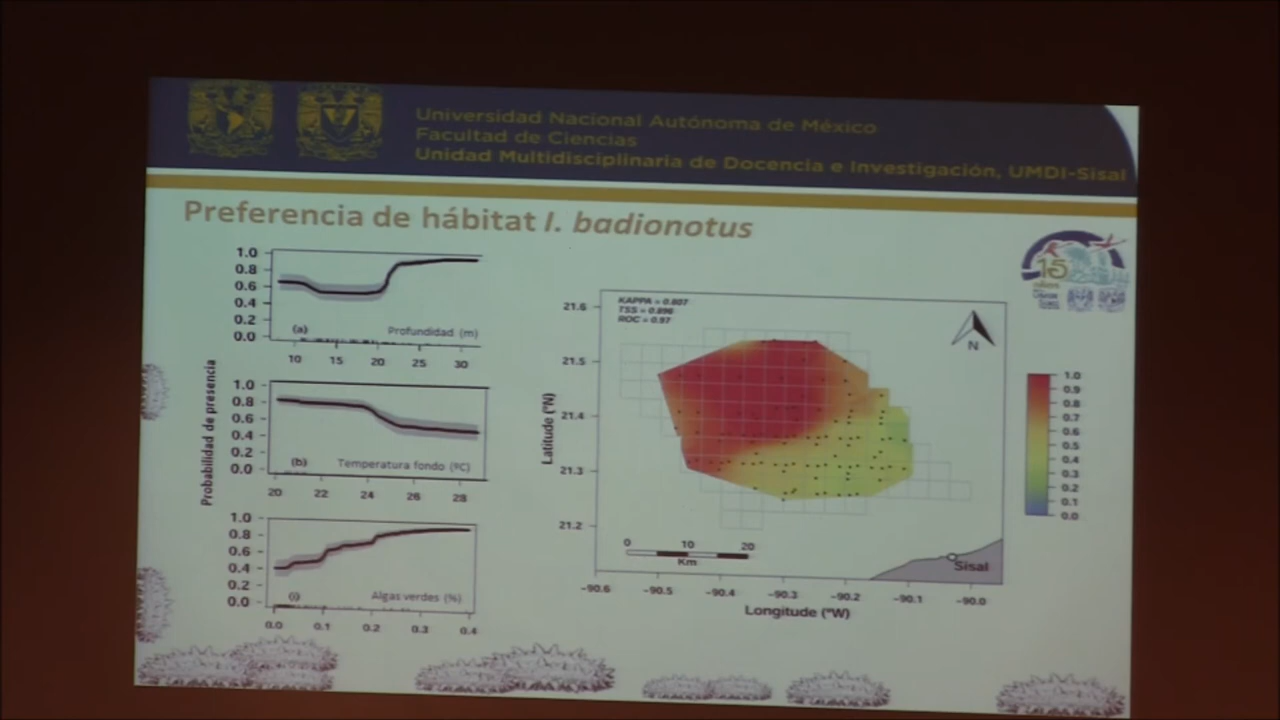 Universidad Nacional Autónoma de México
Facultad de Ciencias
Unidad Multidisciplinaria de Docencia e Investigación, UMDI-Sisal
Preferencia de hábitat I. badionotus
15
años
Probabilidad de presencia
1.0
0.8
0.6
0.4
0.2
0.0
(a) Profundidad (m)
10 15 20 25 30
1.0
0.8
0.6
0.4
0.2
0.0
(b) Temperatura fondo (ºC)
20 22 24 26 28
1.0
0.8
0.6
0.4
0.2
0.0
(i) Algas verdes (%)
0.0 0.1 0.2 0.3 0.4
KAPPA = 0.807
TSS = 0.896
ROC = 0.97
N
Latitude (ºN)
21.6
21.5
21.4
21.3
21.2
0 10 20
Km
Sisal
-90.6 -90.5 -90.4 -90.3 -90.2 -90.1 -90.0
Longitude (ºW)
1.0
0.9
0.8
0.7
0.6
0.5
0.4
0.3
0.2
0.1
0.0